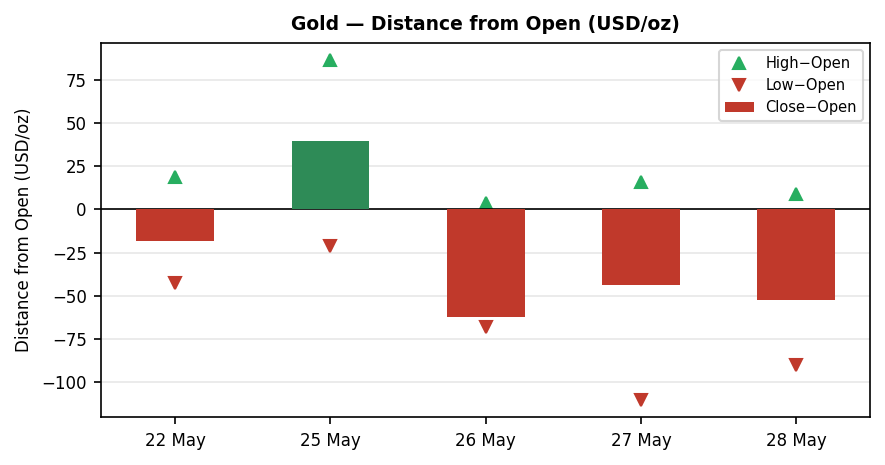 Gold — Distance from Open (USD/oz)
Distance from Open (USD/oz)
75
50
25
0
−25
−50
−75
−100
High−Open
Low−Open
Close−Open
22 May
25 May
26 May
27 May
28 May